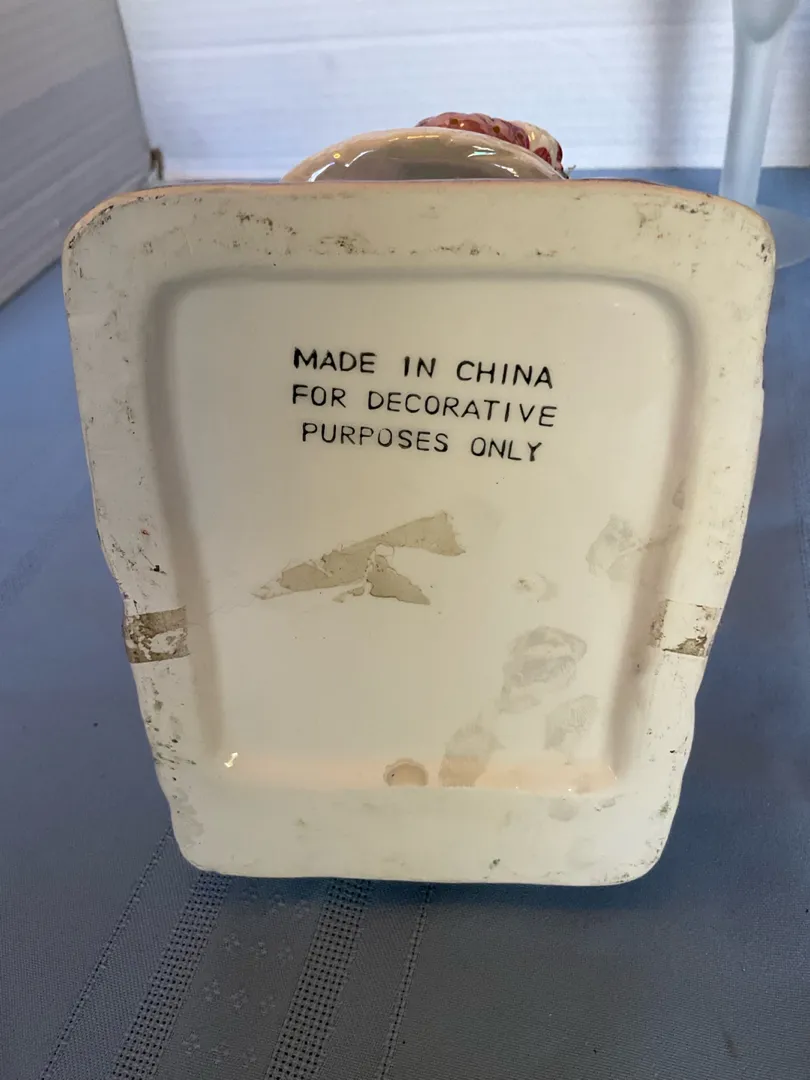 MADE IN CHINA
FOR DECORATIVE
PURPOSES ONLY